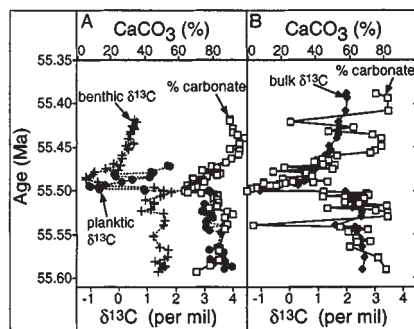 A
B
CaCO3 (%)
CaCO3 (%)
0 20 40 60 80 100
0 20 40 60 80
55.35
55.40
55.45
55.50
55.55
55.60
Age (Ma)
benthic δ13C
% carbonate
planktic
δ13C
bulk δ13C
% carbonate
-1 0 1 2 3 4
-1 0 1 2 3 4
δ13C (per mil)
δ13C (per mil)